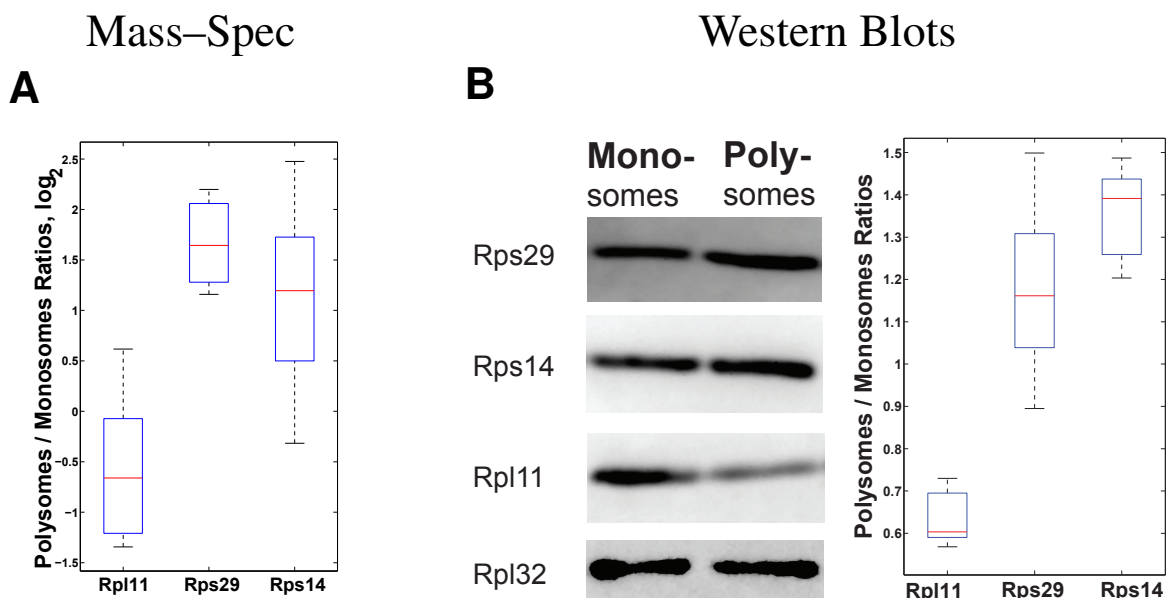 Mass–Spec
Western Blots
A
B
Polysomes / Monosomes Ratios, log2
2.5
2
1.5
1
0.5
0
−0.5
−1
−1.5
Rpl11 Rps29 Rps14
Mono- Poly-
somes somes
Rps29
Rps14
Rpl11
Rpl32
Polysomes / Monosomes Ratios
1.5
1.4
1.3
1.2
1.1
1
0.9
0.8
0.7
0.6
Rpl11 Rps29 Rps14